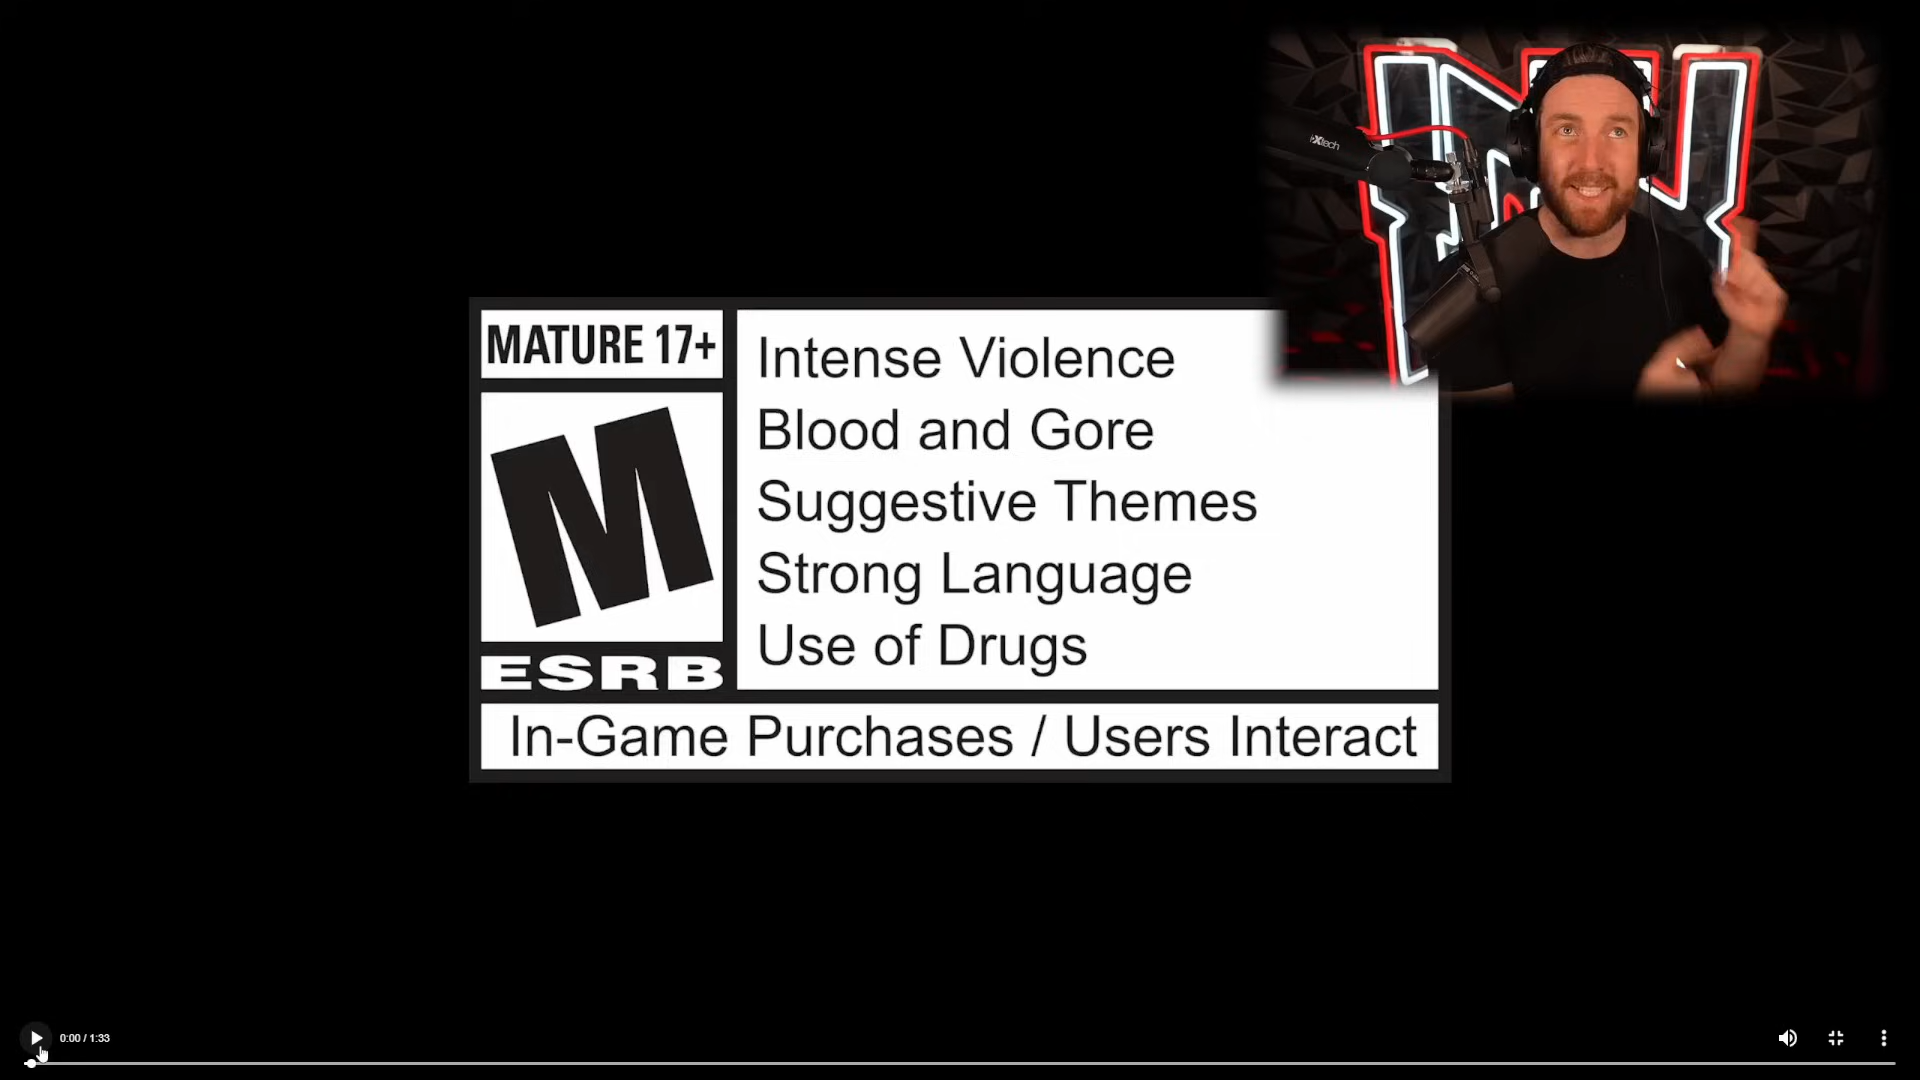 MATURE 17+
M
ESRB
Intense Violence
Blood and Gore
Suggestive Themes
Strong Language
Use of Drugs
In-Game Purchases / Users Interact
0:00 / 1:33